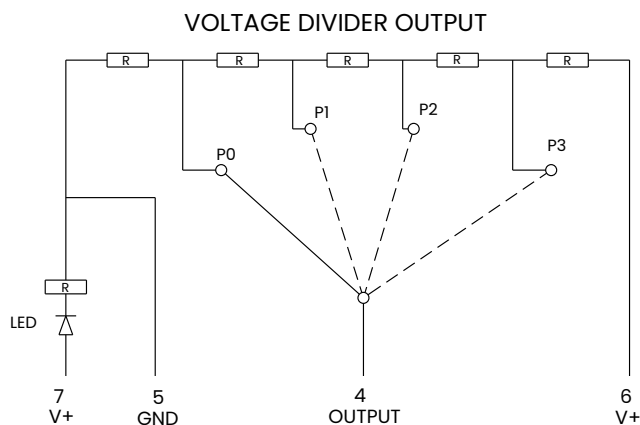 VOLTAGE DIVIDER OUTPUT
R R R R R
P1 P2
P0 P3
R
LED
7 5 4 6
V+ GND OUTPUT V+